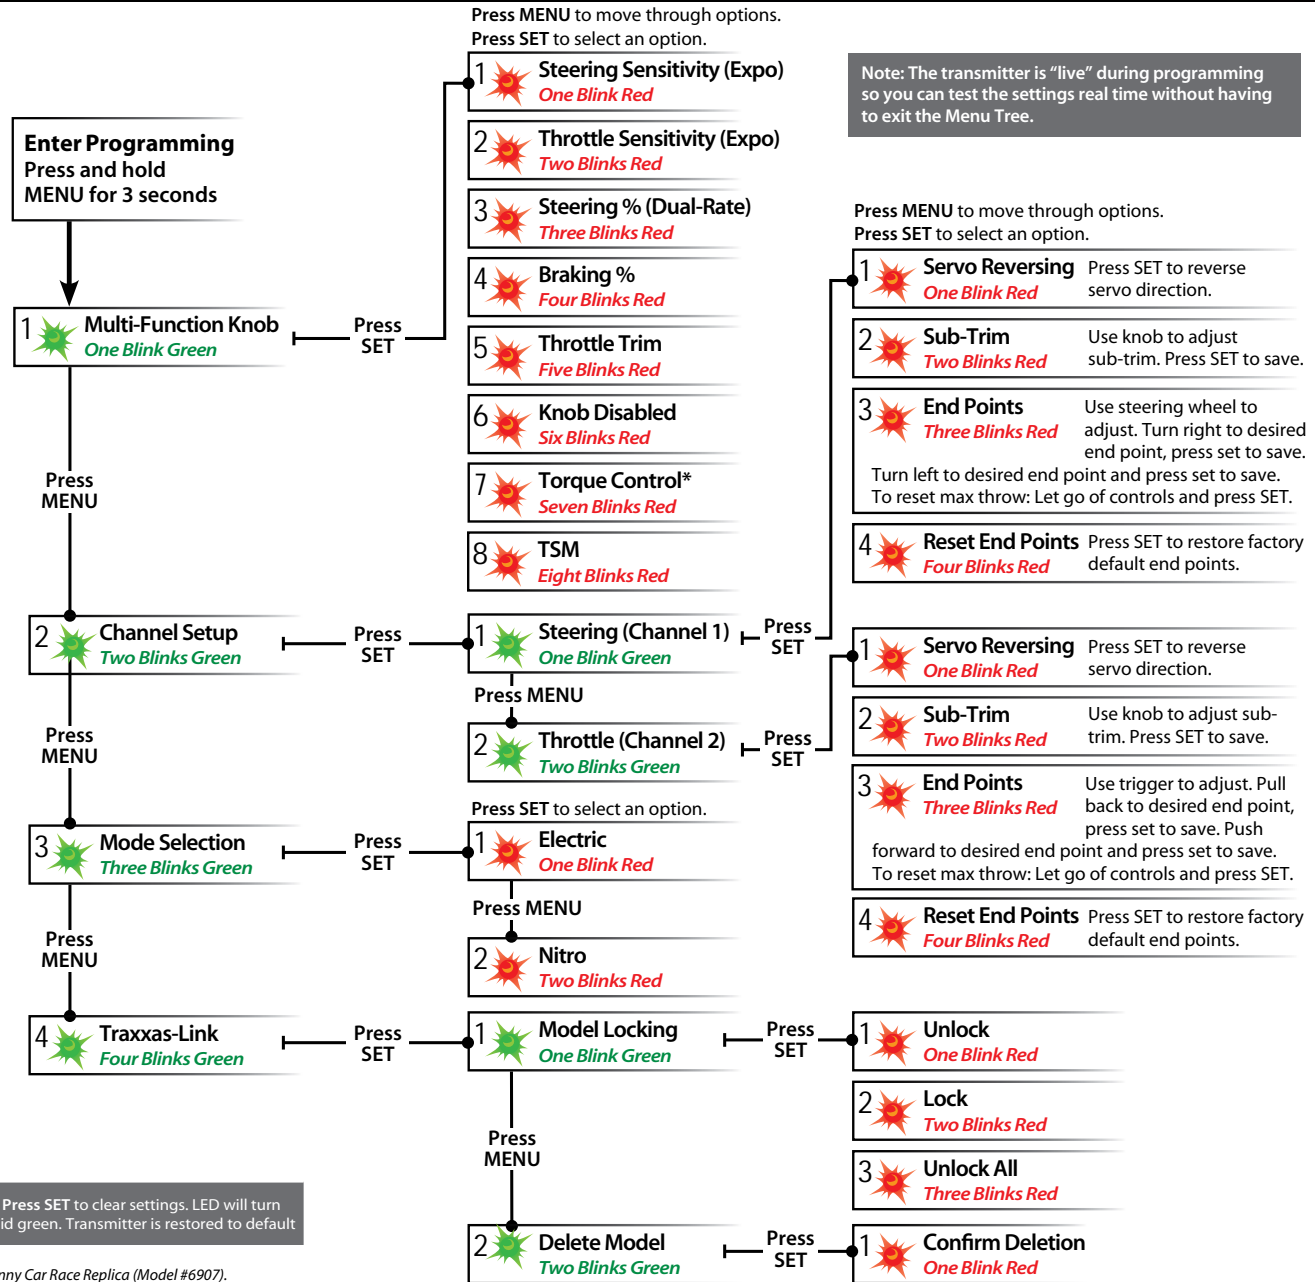 Press MENU to move through options.
Press SET to select an option.
1 Steering Sensitivity (Expo)
One Blink Red
2 Throttle Sensitivity (Expo)
Two Blinks Red
3 Steering % (Dual-Rate)
Three Blinks Red
4 Braking %
Four Blinks Red
5 Throttle Trim
Five Blinks Red
6 Knob Disabled
Six Blinks Red
7 Torque Control*
Seven Blinks Red
8 TSM
Eight Blinks Red
Note: The transmitter is “live” during programming
so you can test the settings real time without having
to exit the Menu Tree.
Enter Programming
Press and hold
MENU for 3 seconds
1 Multi-Function Knob
One Blink Green
Press
SET
Press
MENU
2 Channel Setup
Two Blinks Green
Press
SET
1 Steering (Channel 1)
One Blink Green
Press
SET
Press MENU
2 Throttle (Channel 2)
Two Blinks Green
Press
SET
Press MENU to move through options.
Press SET to select an option.
1 Servo Reversing Press SET to reverse
One Blink Red servo direction.
2 Sub-Trim Use knob to adjust
Two Blinks Red sub-trim. Press SET to save.
3 End Points Use steering wheel to
Three Blinks Red adjust. Turn right to desired
end point, press set to save.
Turn left to desired end point and press set to save.
To reset max throw: Let go of controls and press SET.
4 Reset End Points Press SET to restore factory
Four Blinks Red default end points.
1 Servo Reversing Press SET to reverse
One Blink Red servo direction.
2 Sub-Trim Use knob to adjust sub-
Two Blinks Red trim. Press SET to save.
3 End Points Use trigger to adjust. Pull
Three Blinks Red back to desired end point,
press set to save. Push
forward to desired end point and press set to save.
To reset max throw: Let go of controls and press SET.
4 Reset End Points Press SET to restore factory
Four Blinks Red default end points.
Press
MENU
3 Mode Selection
Three Blinks Green
Press
SET
Press SET to select an option.
1 Electric
One Blink Red
Press MENU
2 Nitro
Two Blinks Red
Press
MENU
4 Traxxas-Link
Four Blinks Green
Press
SET
1 Model Locking
One Blink Green
Press
SET
1 Unlock
One Blink Red
2 Lock
Two Blinks Red
3 Unlock All
Three Blinks Red
Press
MENU
2 Delete Model
Two Blinks Green
Press
SET
1 Confirm Deletion
One Blink Red
Press SET to clear settings. LED will turn
id green. Transmitter is restored to default
nny Car Race Replica (Model #6907).